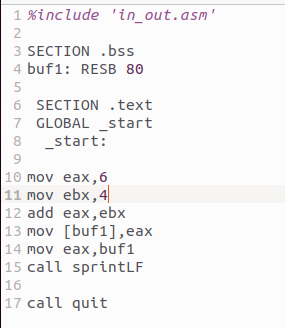 1 %include 'in_out.asm'
2
3 SECTION .bss
4 buf1: RESB 80
5
6  SECTION .text
7  GLOBAL _start
8   _start:
9
10 mov eax,6
11 mov ebx,4
12 add eax,ebx
13 mov [buf1],eax
14 mov eax,buf1
15 call sprintLF
16
17 call quit